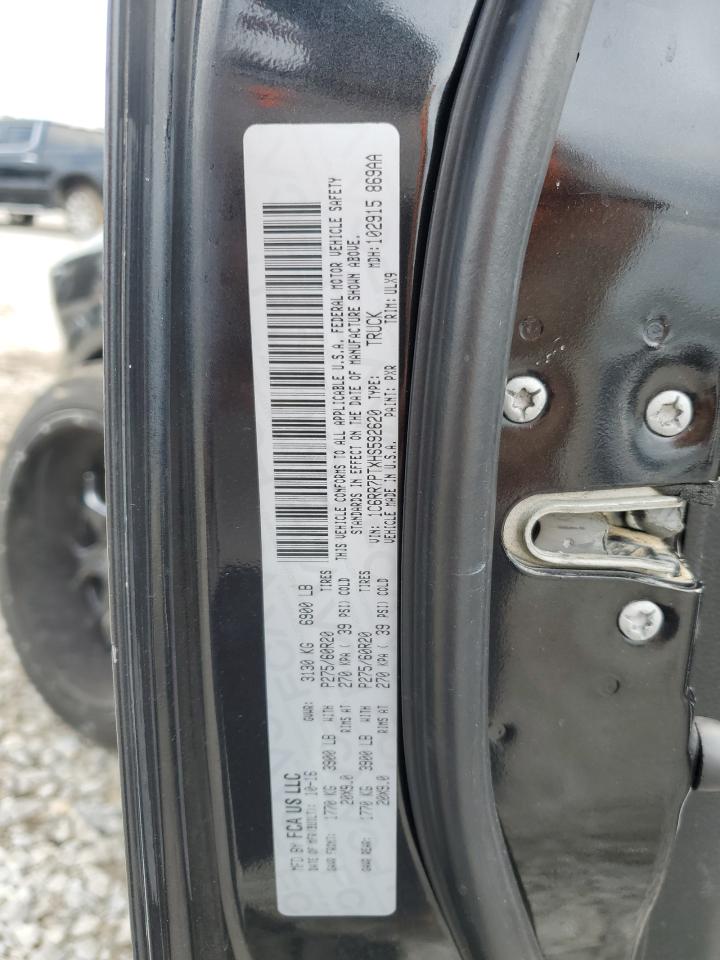 MFD BY FCA US LLC
DATE OF MFR(BUILT): 10-16 GVWR: 3130 KG 6900 LB
GAWR FRONT: 1770 KG 3900 LB WITH P275/60R20 TIRES
20X9.0 RIMS AT 270 KPA ( 39 PSI) COLD
GAWR REAR: 1770 KG 3900 LB WITH P275/60R20 TIRES
20X9.0 RIMS AT 270 KPA ( 39 PSI) COLD
THIS VEHICLE CONFORMS TO ALL APPLICABLE U.S.A. FEDERAL MOTOR VEHICLE SAFETY
STANDARDS IN EFFECT ON THE DATE OF MANUFACTURE SHOWN ABOVE.
VIN: 1C6RR7PTXHS592620 TYPE: TRUCK MDH: 102915 869AA
VEHICLE MADE IN U.S.A. PAINT: PXR TRIM: ULX9